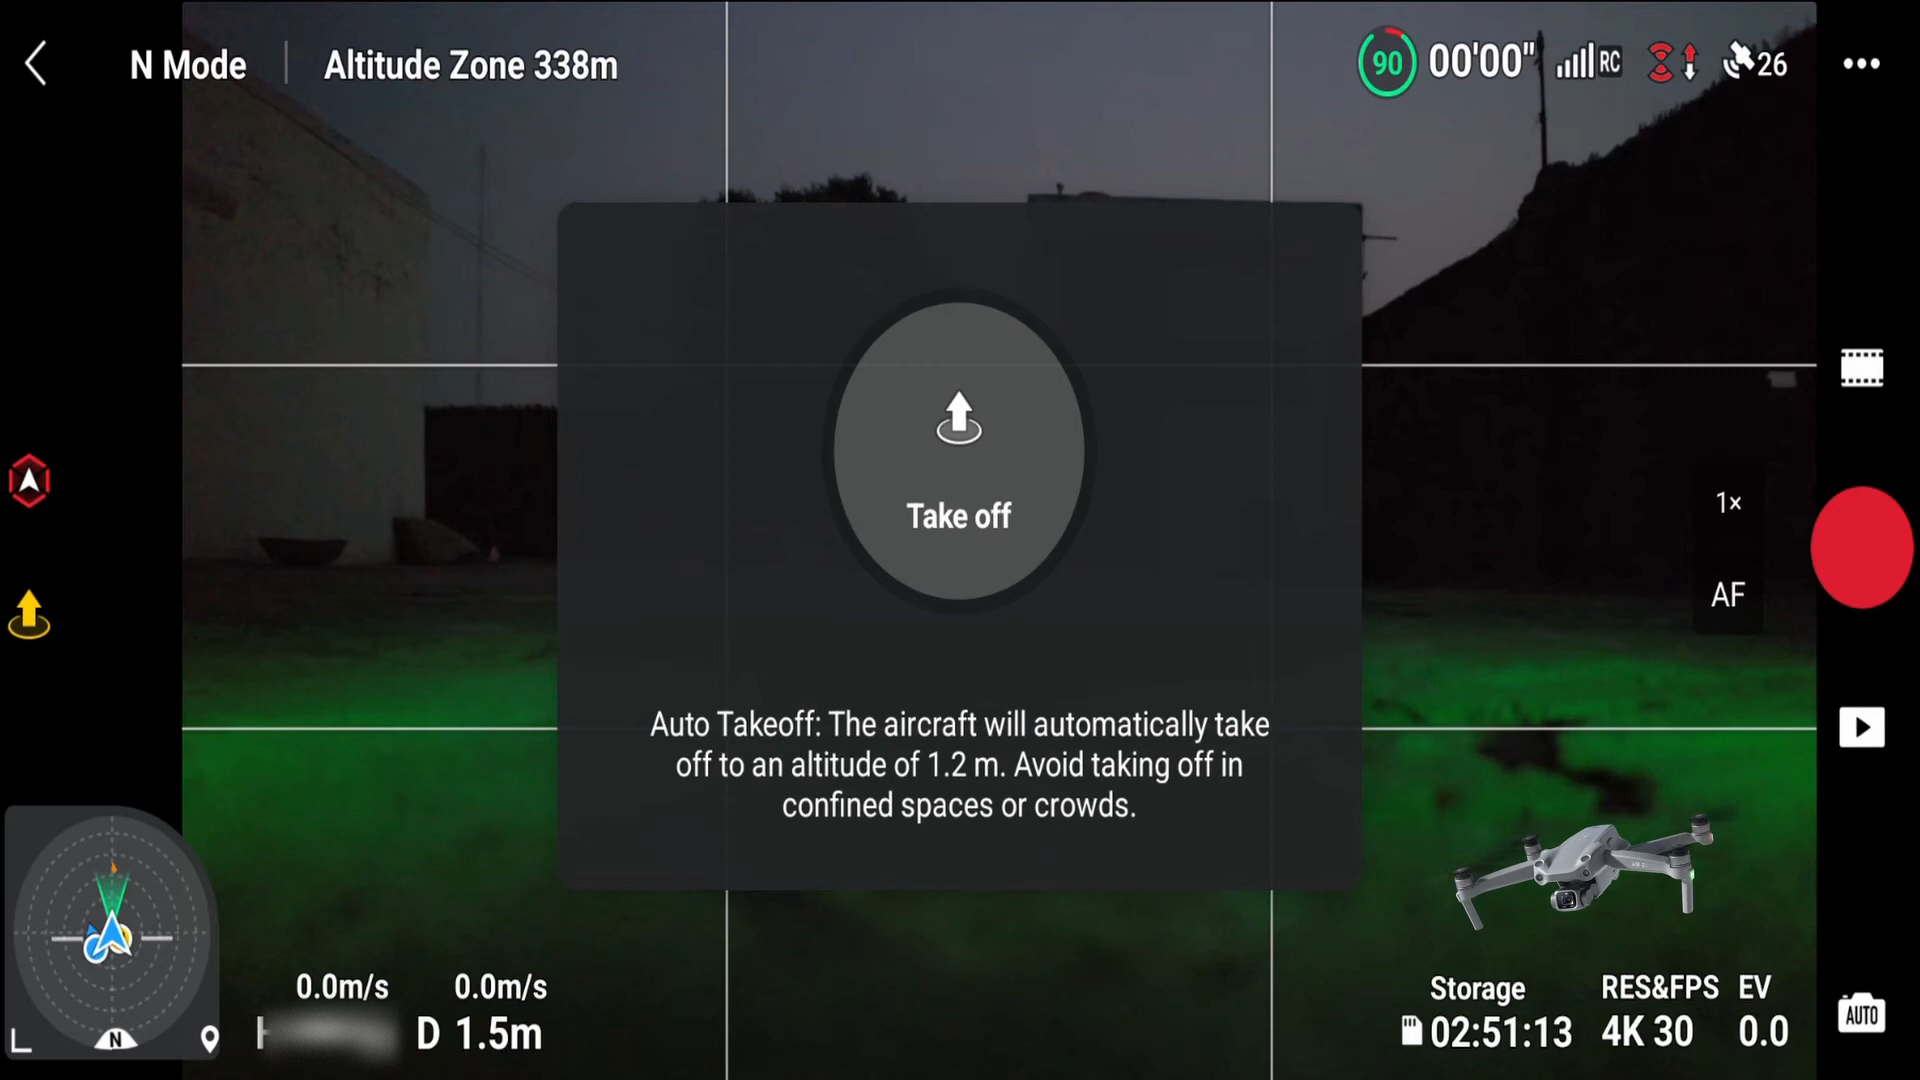 N Mode
Altitude Zone 338m
90
00'00"
RC
26
Take off
1×
AF
Auto Takeoff: The aircraft will automatically take
off to an altitude of 1.2 m. Avoid taking off in
confined spaces or crowds.
0.0m/s 0.0m/s
D 1.5m
N
Storage RES&FPS EV
02:51:13 4K 30 0.0
AUTO